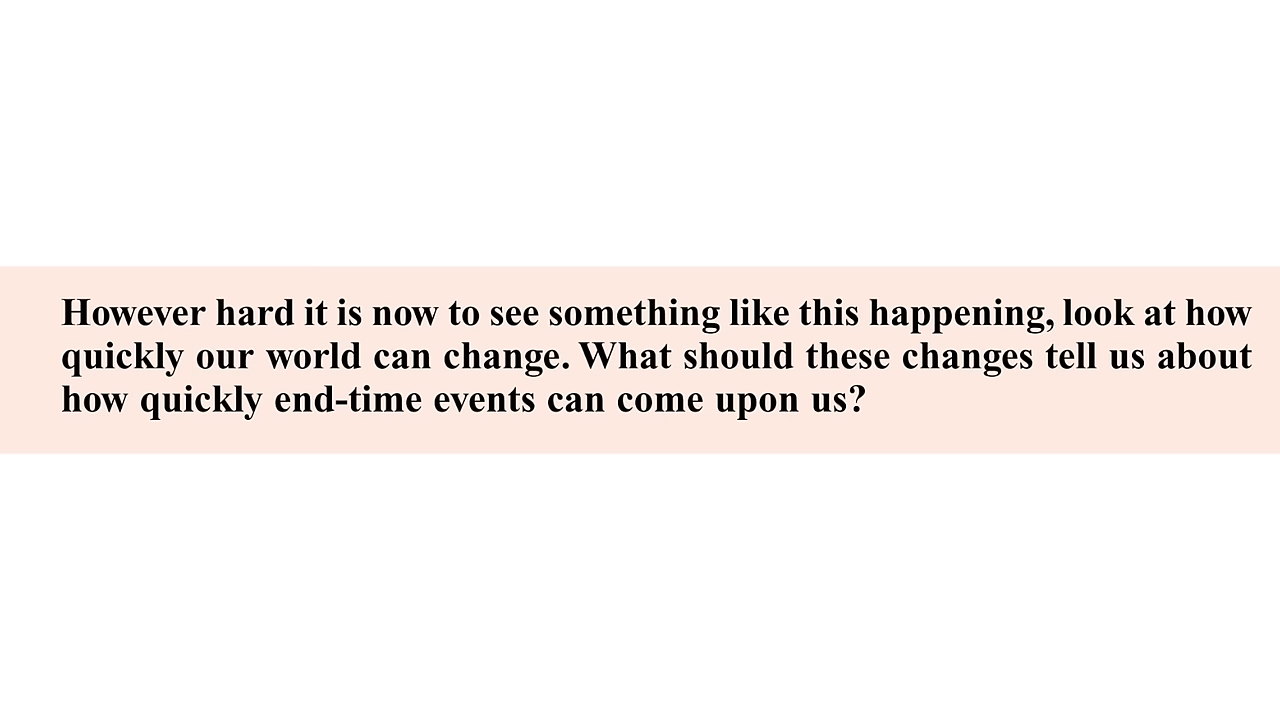 However hard it is now to see something like this happening, look at how
quickly our world can change. What should these changes tell us about
how quickly end-time events can come upon us?